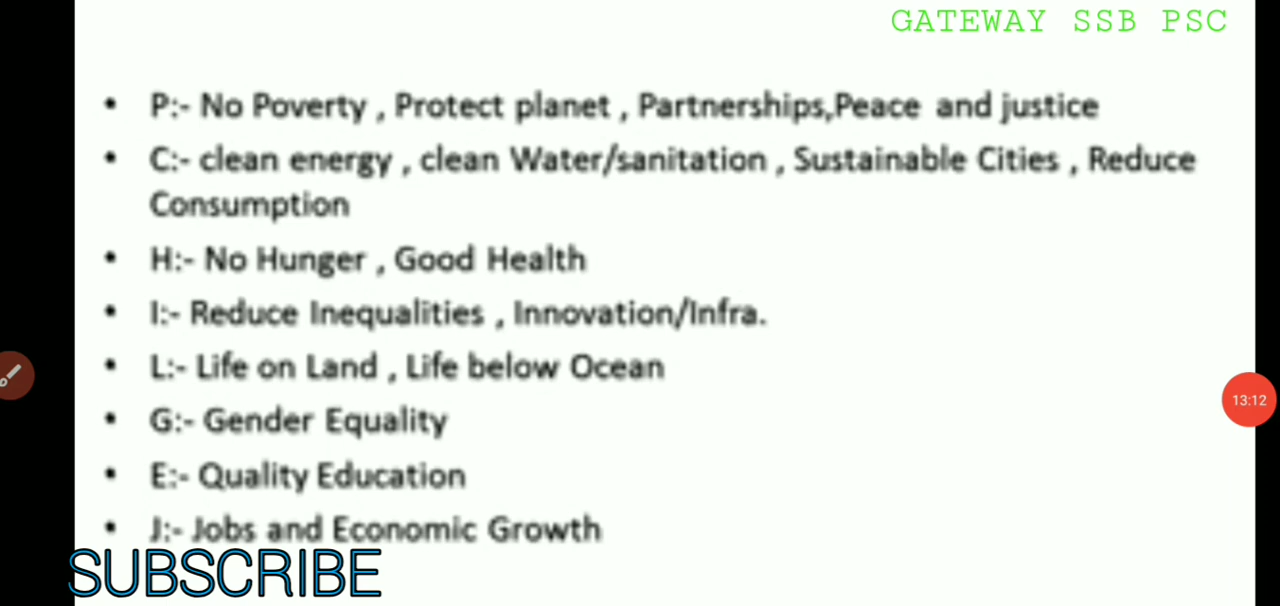 GATEWAY SSB PSC
• P:- No Poverty , Protect planet , Partnerships,Peace and justice
• C:- clean energy , clean Water/sanitation , Sustainable Cities , Reduce
Consumption
• H:- No Hunger , Good Health
• I:- Reduce Inequalities , Innovation/Infra.
• L:- Life on Land , Life below Ocean
• G:- Gender Equality
• E:- Quality Education
• J:- Jobs and Economic Growth
SUBSCRIBE
13:12